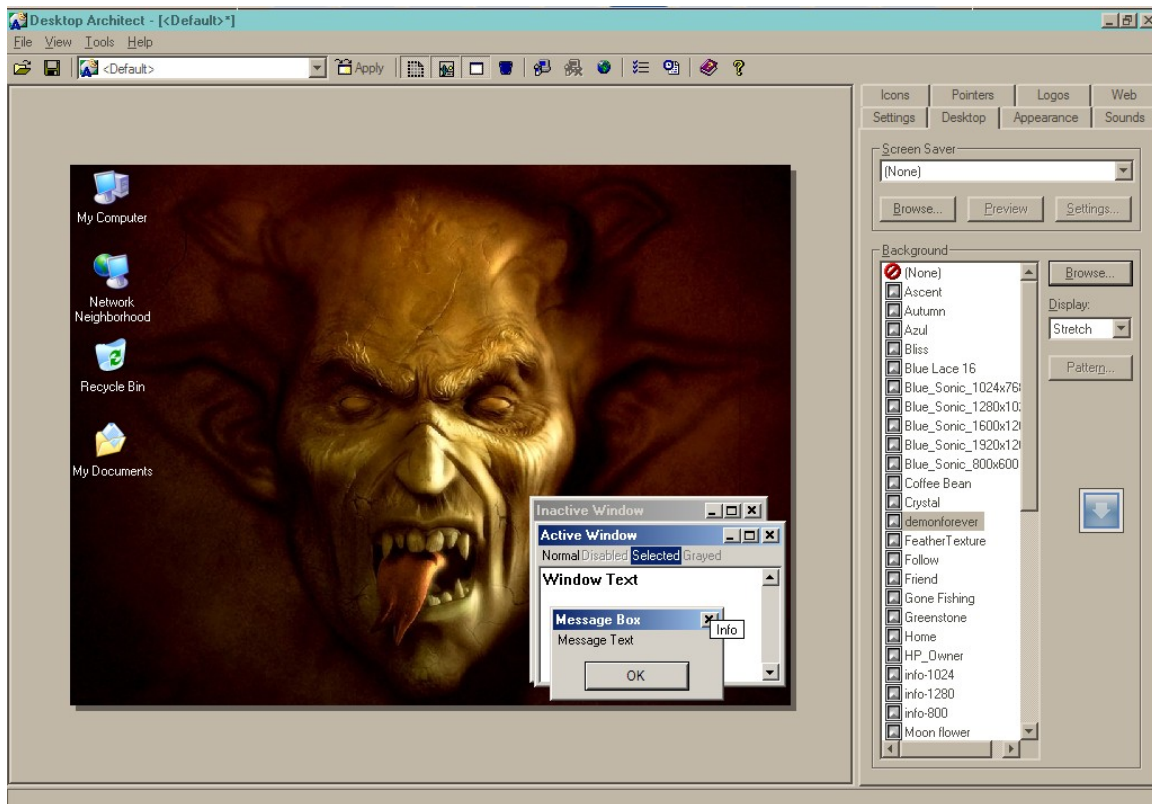 Desktop Architect - [<Default>*]
File View Tools Help
<Default> Apply
Icons Pointers Logos Web
Settings Desktop Appearance Sounds
Screen Saver
(None)
Browse... Preview Settings...
Background
(None)
Ascent
Autumn
Azul
Bliss
Blue Lace 16
Blue_Sonic_1024x768
Blue_Sonic_1280x10:
Blue_Sonic_1600x120
Blue_Sonic_1920x120
Blue_Sonic_800x600
Coffee Bean
Crystal
demonforever
FeatherTexture
Follow
Friend
Gone Fishing
Greenstone
Home
HP_Owner
info-1024
info-1280
info-800
Moon flower
Browse...
Display:
Stretch
Pattern...
My Computer
Network
Neighborhood
Recycle Bin
My Documents
Inactive Window
Active Window
Normal Disabled Selected Grayed
Window Text
Message Box
Info
Message Text
OK